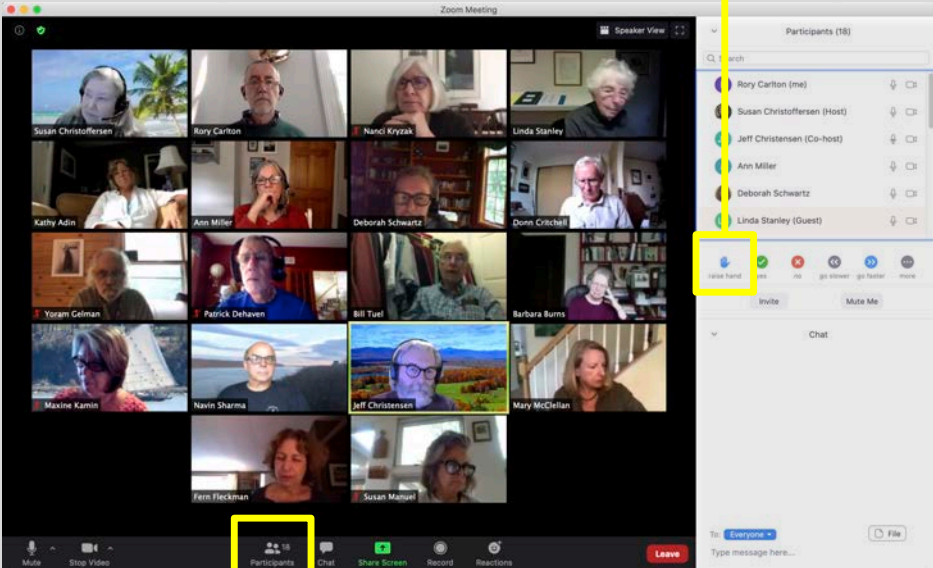 Zoom Meeting
Speaker View
Participants (18)
Search
Rory Carlton (me)
Susan Christoffersen (Host)
Jeff Christensen (Co-host)
Ann Miller
Deborah Schwartz
Linda Stanley (Guest)
raise hand yes no go slower go faster more
Invite Mute Me
Chat
To: Everyone File
Type message here...
Susan Christoffersen Rory Carlton Nanci Kryzak Linda Stanley
Kathy Adin Ann Miller Deborah Schwartz Donn Critchell
Yoram Gelman Patrick Dehaven Bill Tuel Barbara Burns
Maxine Kamin Navin Sharma Jeff Christensen Mary McClellan
Fern Fleckman Susan Manuel
Mute Stop Video Participants 18 Chat Share Screen Record Reactions Leave